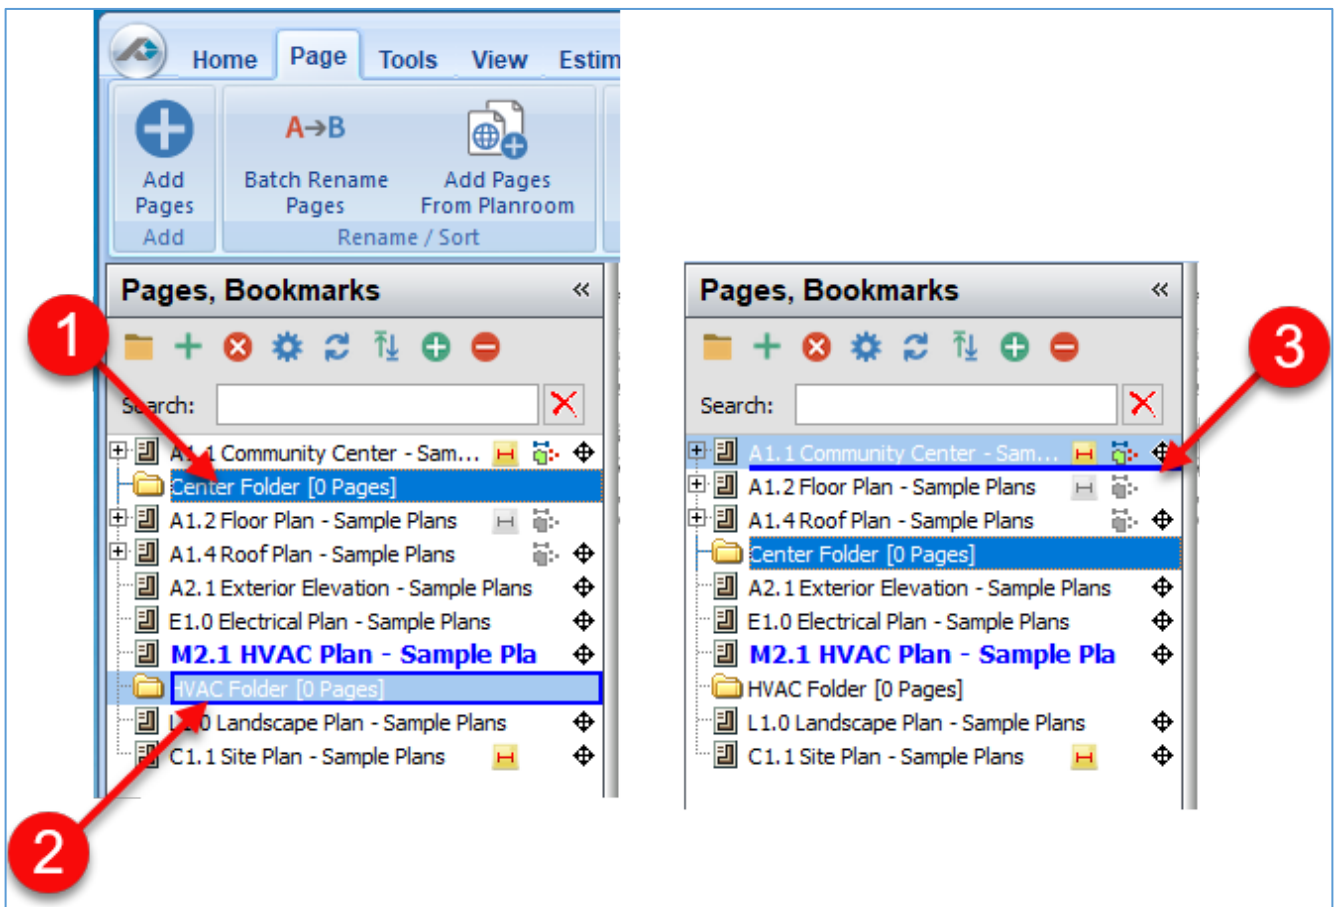 Home Page Tools View Estim
A→B
Add Pages
Batch Rename Pages
Add Pages From Planroom
Add
Rename / Sort
Pages, Bookmarks «
1
Search:
A1.1 Community Center - Sam...
Center Folder [0 Pages]
A1.2 Floor Plan - Sample Plans
A1.4 Roof Plan - Sample Plans
A2.1 Exterior Elevation - Sample Plans
E1.0 Electrical Plan - Sample Plans
M2.1 HVAC Plan - Sample Pla
HVAC Folder [0 Pages]
L1.0 Landscape Plan - Sample Plans
C1.1 Site Plan - Sample Plans
2
Pages, Bookmarks «
3
Search:
A1.1 Community Center - Sam...
A1.2 Floor Plan - Sample Plans
A1.4 Roof Plan - Sample Plans
Center Folder [0 Pages]
A2.1 Exterior Elevation - Sample Plans
E1.0 Electrical Plan - Sample Plans
M2.1 HVAC Plan - Sample Pla
HVAC Folder [0 Pages]
L1.0 Landscape Plan - Sample Plans
C1.1 Site Plan - Sample Plans